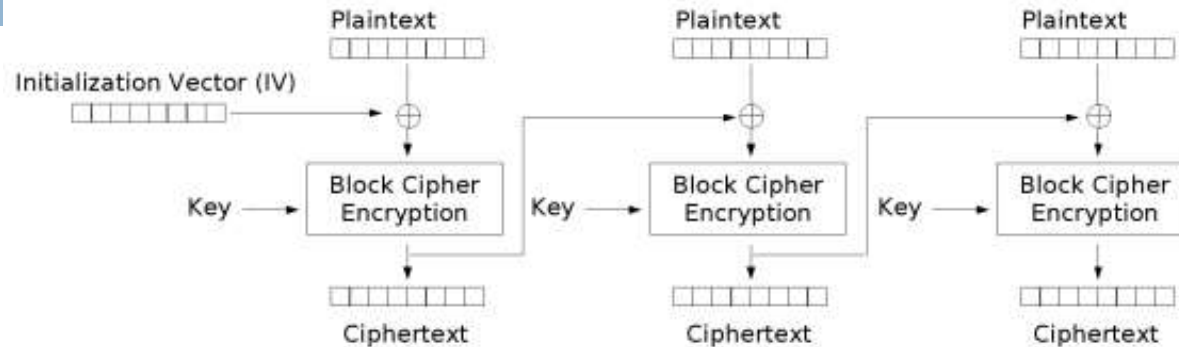 Plaintext
Plaintext
Plaintext
Initialization Vector (IV)
Key
Block Cipher
Encryption
Key
Block Cipher
Encryption
Key
Block Cipher
Encryption
Ciphertext
Ciphertext
Ciphertext